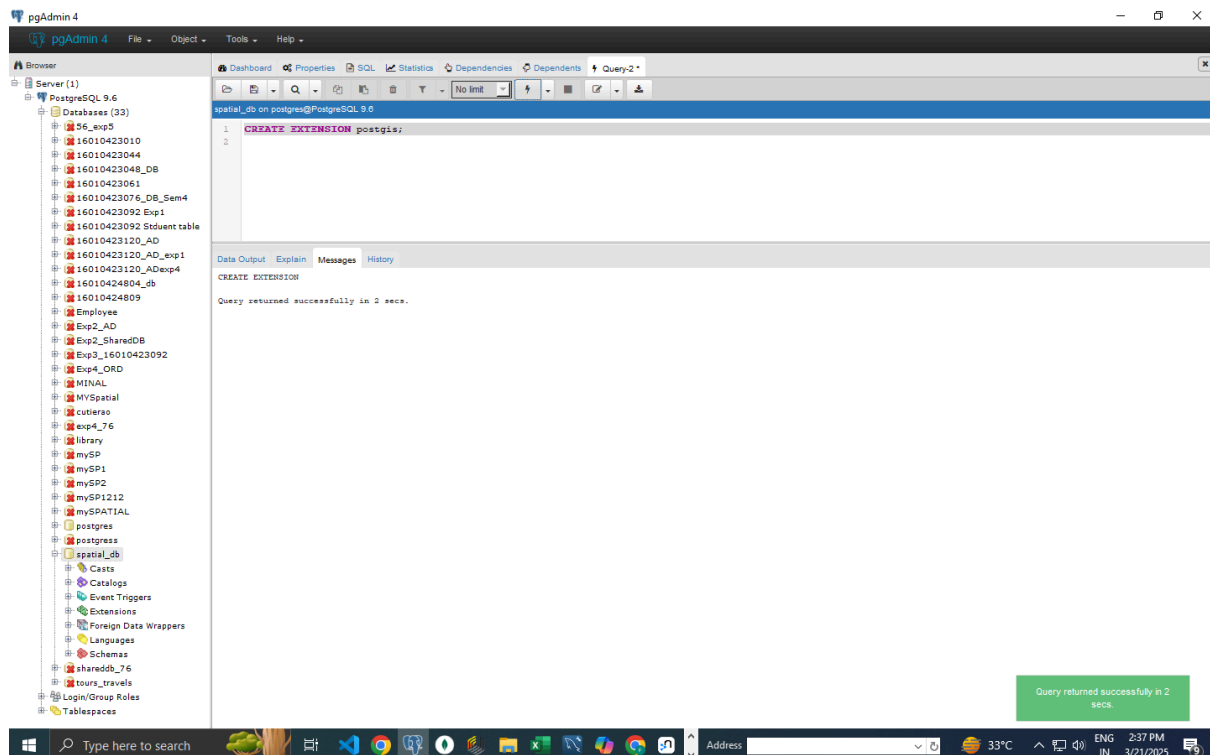 pgAdmin 4
pgAdmin 4 File Object Tools Help
Browser
Dashboard Properties SQL Statistics Dependencies Dependents Query-2 *
No limit
spatial_db on postgres@PostgreSQL 9.6
1 CREATE EXTENSION postgis;
2
Data Output Explain Messages History
CREATE EXTENSION
Query returned successfully in 2 secs.
Server (1)
PostgreSQL 9.6
Databases (33)
56_exp5
16010423010
16010423044
16010423048_DB
16010423061
16010423076_DB_Sem4
16010423092 Exp1
16010423092 Stduent table
16010423120_AD
16010423120_AD_exp1
16010423120_ADexp4
16010424804_db
16010424809
Employee
Exp2_AD
Exp2_SharedDB
Exp3_16010423092
Exp4_ORD
MINAL
MYSpatial
cutierao
exp4_76
library
mySP
mySP1
mySP2
mySP1212
mySPATIAL
postgres
postgress
spatial_db
Casts
Catalogs
Event Triggers
Extensions
Foreign Data Wrappers
Languages
Schemas
shareddb_76
tours_travels
Login/Group Roles
Tablespaces
Query returned successfully in 2
secs.
Type here to search
Address
33°C
ENG
IN
2:37 PM
3/21/2025
9